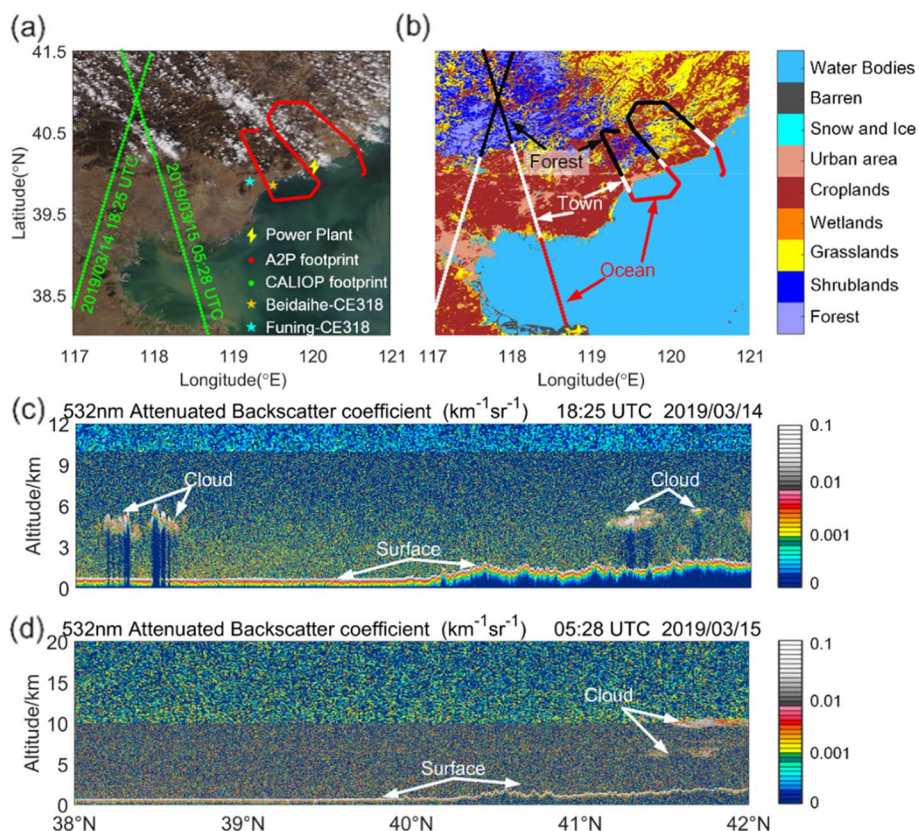 (a)
41.5
40.5
39.5
38.5
Latitude(°N)
2019/03/14 18:25 UTC
2019/03/15 05:28 UTC
Power Plant
A2P footprint
CALIOP footprint
Beidaihe-CE318
Funing-CE318
117 118 119 120 121
Longitude(°E)
(b)
Forest
Town
Ocean
117 118 119 120 121
Longitude(°E)
Water Bodies
Barren
Snow and Ice
Urban area
Croplands
Wetlands
Grasslands
Shrublands
Forest
(c)
532nm Attenuated Backscatter coefficient (km⁻¹sr⁻¹) 18:25 UTC 2019/03/14
12
9
6
3
0
Altitude/km
Cloud
Cloud
Surface
0.1
0.01
0.001
0
(d)
532nm Attenuated Backscatter coefficient (km⁻¹sr⁻¹) 05:28 UTC 2019/03/15
20
15
10
5
0
Altitude/km
Cloud
Surface
38°N 39°N 40°N 41°N 42°N
0.1
0.01
0.001
0